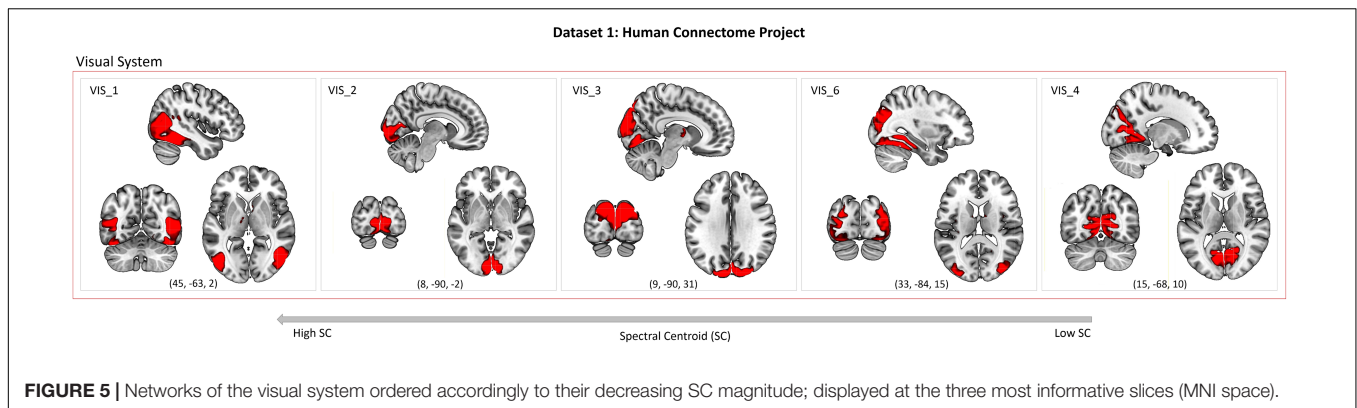 Dataset 1: Human Connectome Project
Visual System
VIS_1
VIS_2
VIS_3
VIS_6
VIS_4
(45, -63, 2)
(8, -90, -2)
(9, -90, 31)
(33, -84, 15)
(15, -68, 10)
High SC
Spectral Centroid (SC)
Low SC
FIGURE 5 | Networks of the visual system ordered accordingly to their decreasing SC magnitude; displayed at the three most informative slices (MNI space).